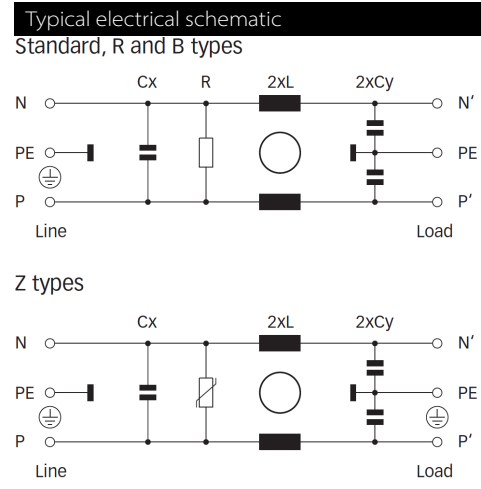 Typical electrical schematic
Standard, R and B types
Cx R 2xL 2xCy
N N′
PE PE
P P′
Line Load
Z types
Cx 2xL 2xCy
N N′
PE PE
P P′
Line Load